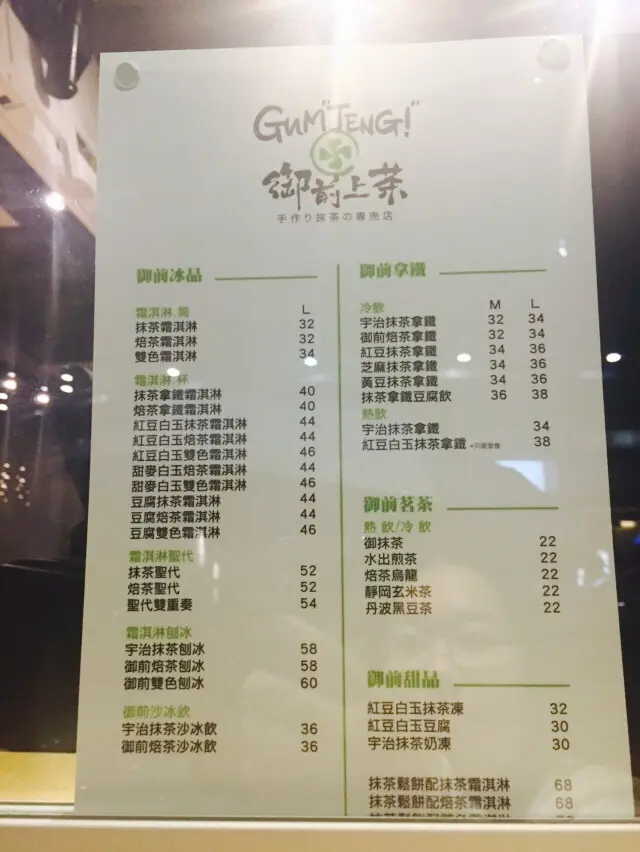 GUM"JENG!"
御前上茶
手作り抹茶の專売店
御前冰品
霜淇淋.筒 L
抹茶霜淇淋 32
焙茶霜淇淋 32
雙色霜淇淋 34
霜淇淋.杯
抹茶拿鐵霜淇淋 40
焙茶拿鐵霜淇淋 40
紅豆白玉抹茶霜淇淋 44
紅豆白玉焙茶霜淇淋 44
紅豆白玉雙色霜淇淋 46
甜麥白玉焙茶霜淇淋 44
甜麥白玉雙色霜淇淋 46
豆腐抹茶霜淇淋 44
豆腐焙茶霜淇淋 44
豆腐雙色霜淇淋 46
霜淇淋聖代
抹茶聖代 52
焙茶聖代 52
聖代雙重奏 54
霜淇淋刨冰
宇治抹茶刨冰 58
御前焙茶刨冰 58
御前雙色刨冰 60
御前沙冰飲
宇治抹茶沙冰飲 36
御前焙茶沙冰飲 36
御前拿鐵
冷飲 M L
宇治抹茶拿鐵 32 34
御前焙茶拿鐵 32 34
紅豆抹茶拿鐵 34 36
芝麻抹茶拿鐵 34 36
黃豆抹茶拿鐵 34 36
抹茶拿鐵豆腐飲 36 38
熱飲
宇治抹茶拿鐵 34
紅豆白玉抹茶拿鐵 38
御前茗茶
熱 飲/冷 飲
御抹茶 22
水出煎茶 22
焙茶烏龍 22
靜岡玄米茶 22
丹波黑豆茶 22
御前甜品
紅豆白玉抹茶凍 32
紅豆白玉豆腐 30
宇治抹茶奶凍 30
抹茶鬆餅配抹茶霜淇淋 68
抹茶鬆餅配焙茶霜淇淋 68